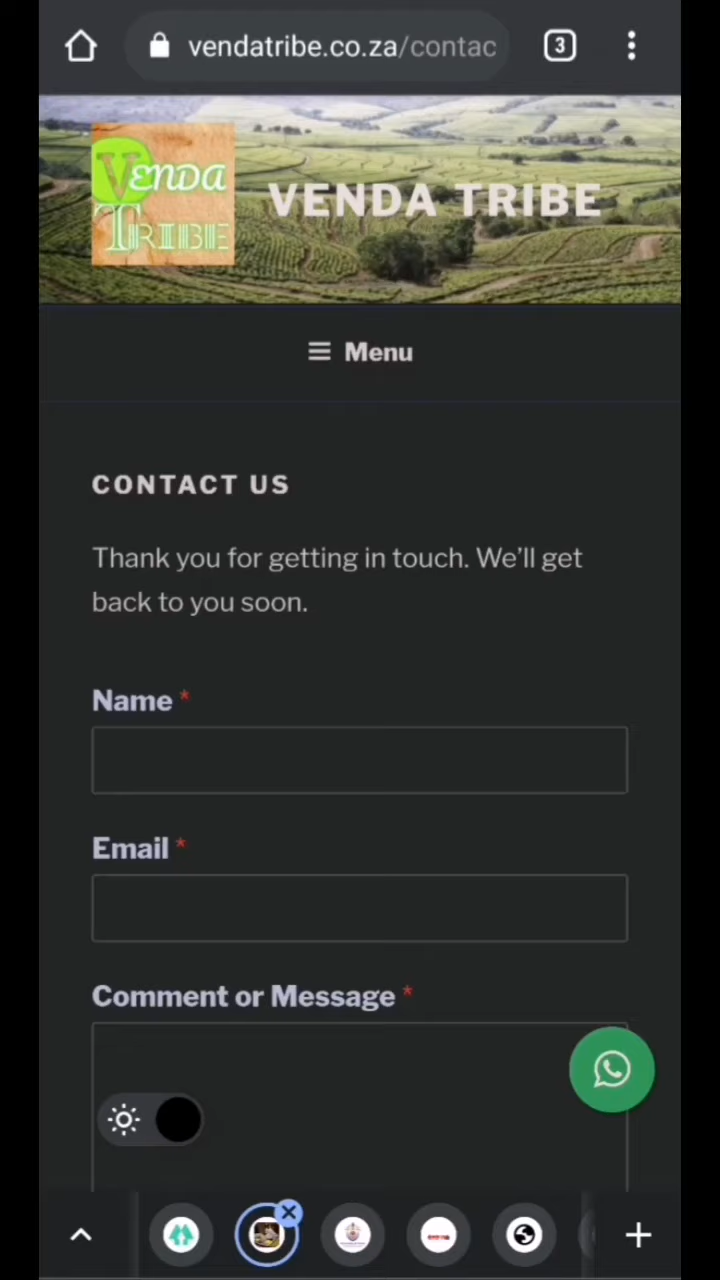 vendatribe.co.za/contac
3
Venda
Tribe
VENDA TRIBE
Menu
CONTACT US
Thank you for getting in touch. We’ll get
back to you soon.
Name *
Email *
Comment or Message *